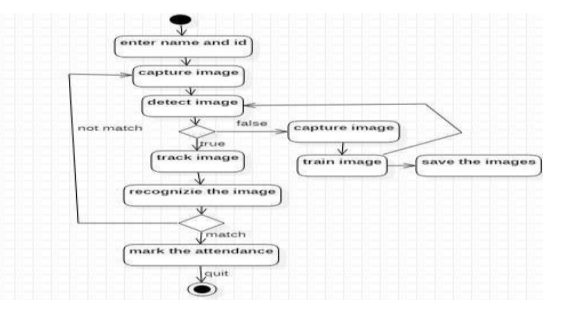 enter name and id
capture image
detect image
false
capture image
not match
true
track image
train image
save the images
recognizie the image
match
mark the attendance
quit